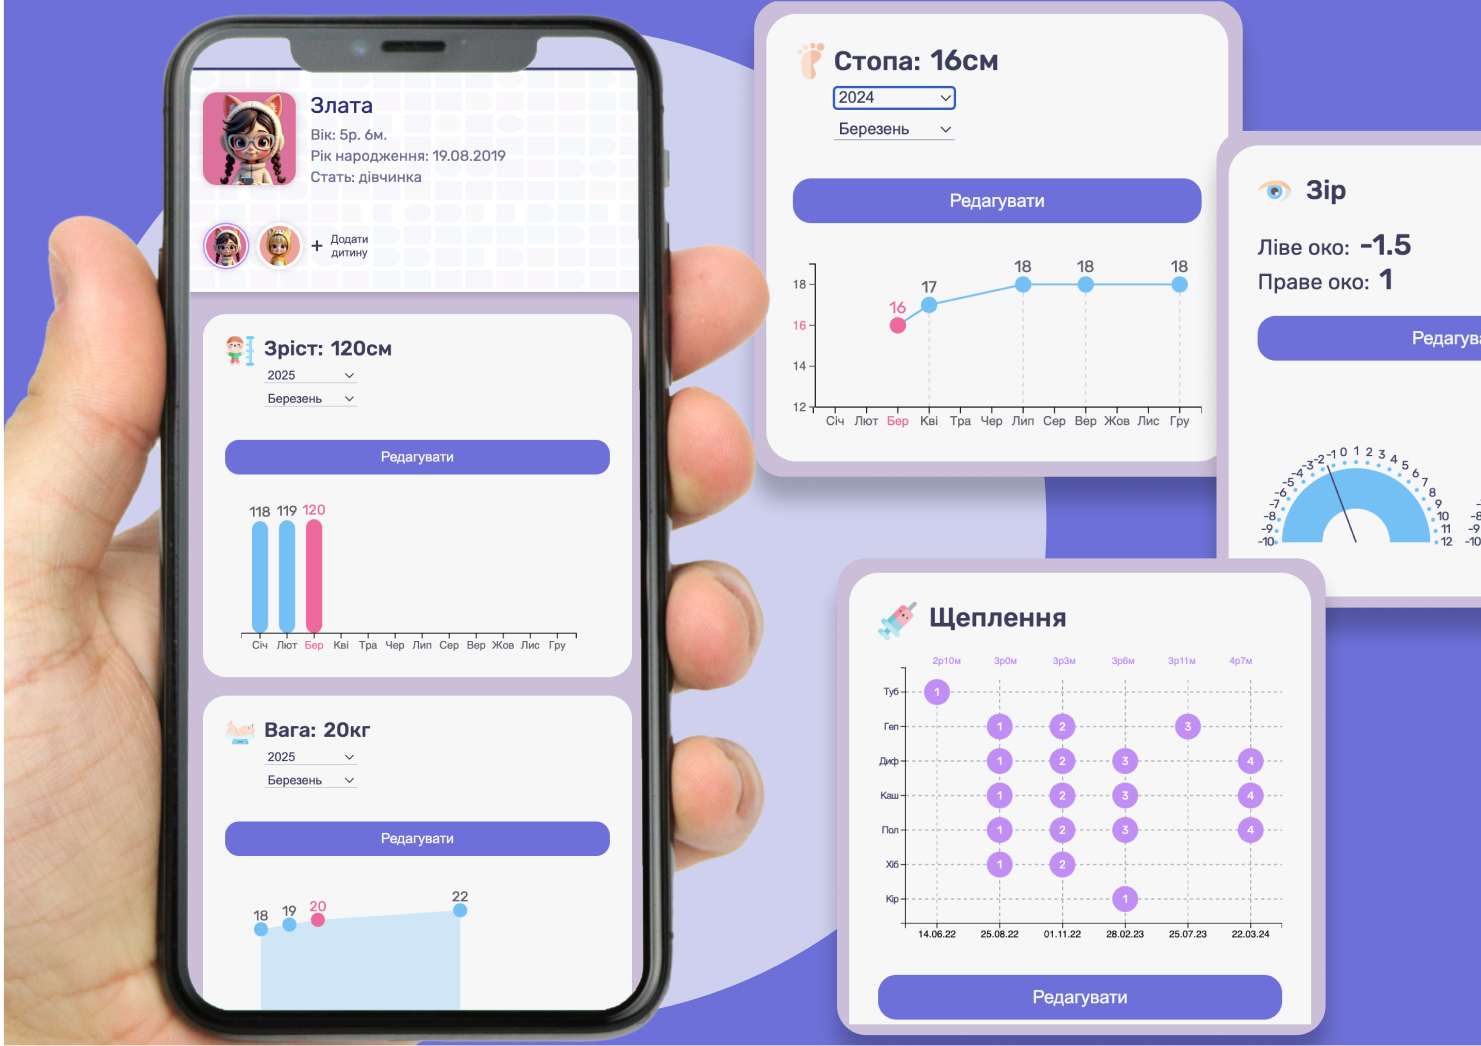 Злата
Вік: 5р. 6м.
Рік народження: 19.08.2019
Стать: дівчинка
+ Додати
дитину
Зріст: 120см
2025
Березень
Редагувати
118 119 120
Січ Лют Бер Кві Тра Чер Лип Сер Вер Жов Лис Гру
Вага: 20кг
2025
Березень
Редагувати
18 19 20 22
Стопа: 16см
2024
Березень
Редагувати
16 17 18 18 18
18
16
14
12
Січ Лют Бер Кві Тра Чер Лип Сер Вер Жов Лис Гру
Зір
Ліве око: -1.5
Праве око: 1
Редагува
-10 -9 -8 -7 -6 -5 -4 -3 -2 -1 0 1 2 3 4 5 6 7 8 9 10 11 12
-8
-9
-10
Щеплення
2р10м 3р0м 3р3м 3р6м 3р11м 4р7м
Туб 1
Геп 1 2 3
Диф 1 2 3 4
Каш 1 2 3 4
Пол 1 2 3 4
Хіб 1 2
Кір 1
14.06.22 25.08.22 01.11.22 28.02.23 25.07.23 22.03.24
Редагувати